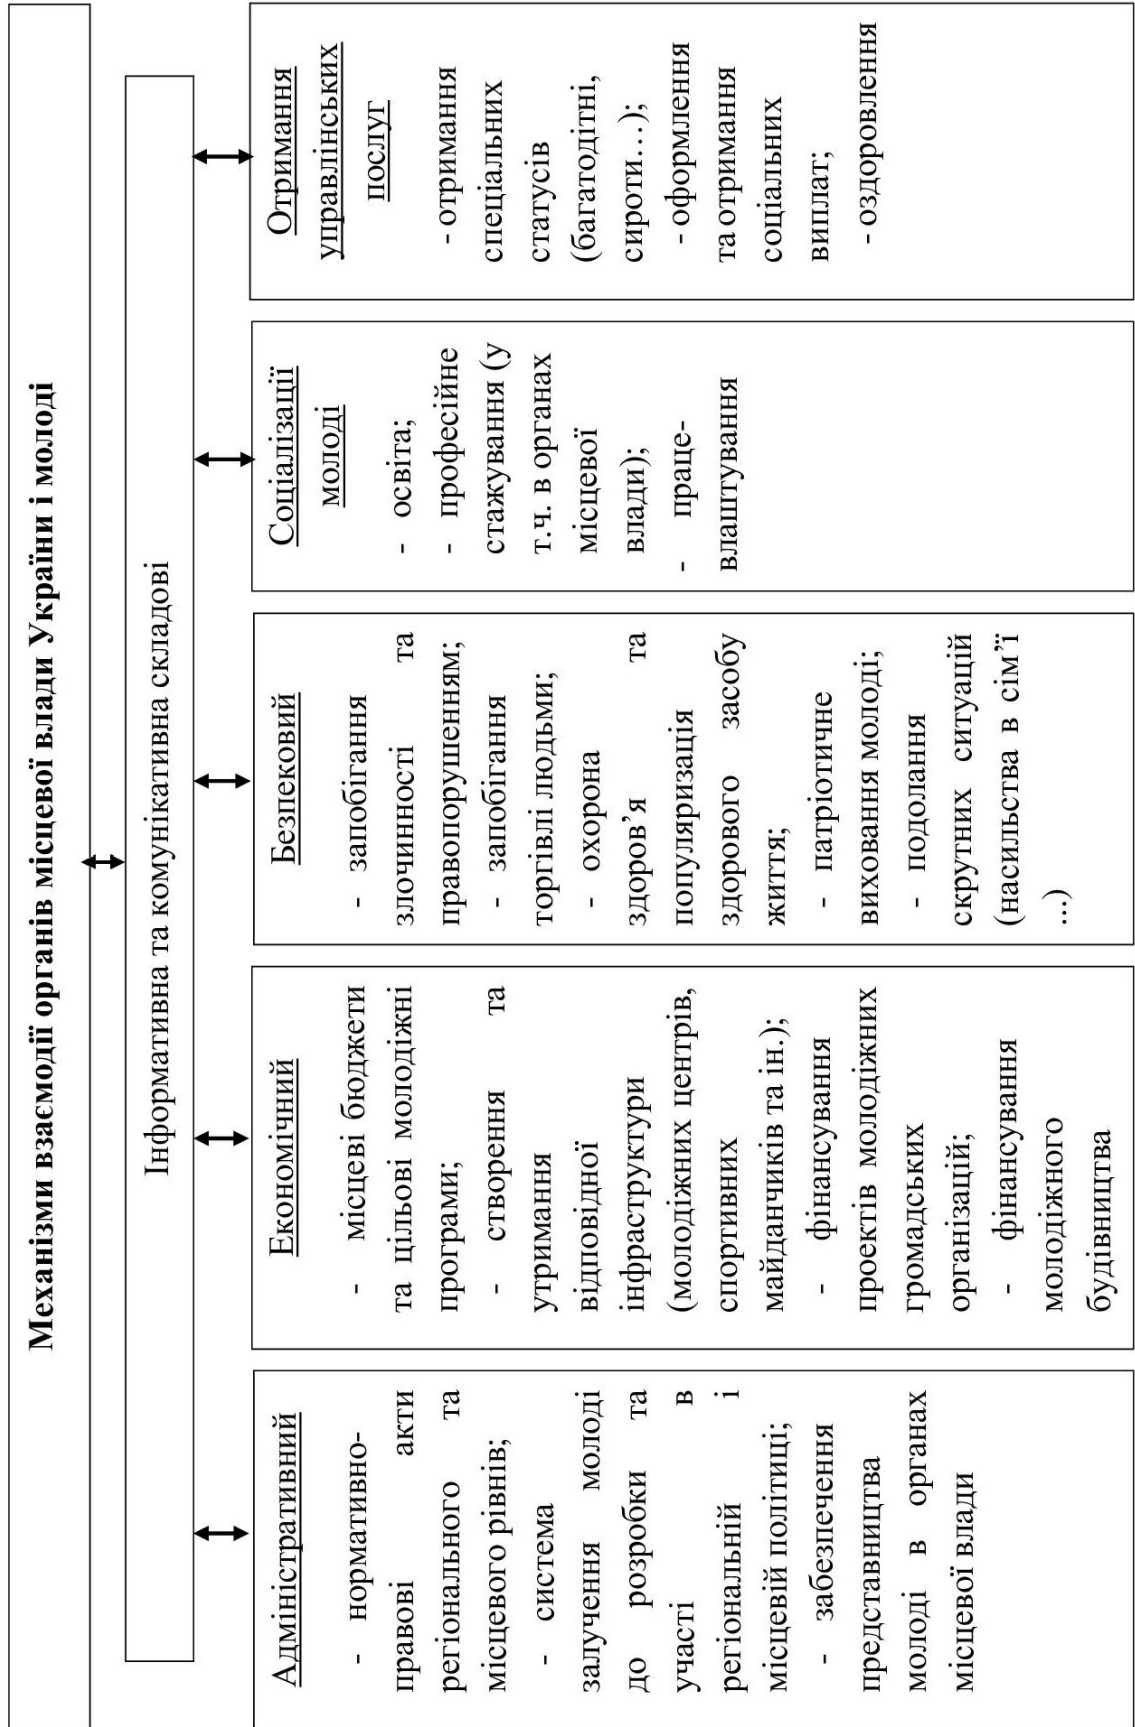 Механізми взаємодії органів місцевої влади України і молоді
Інформативна та комунікативна складові
Адміністративний
- нормативно-
правові акти
регіонального та
місцевого рівнів;
- система
залучення молоді
до розробки та
участі в
регіональній і
місцевій політиці;
- забезпечення
представництва
молоді в органах
місцевої влади
Економічний
- місцеві бюджети
та цільові молодіжні
програми;
- створення та
утримання
відповідної
інфраструктури
(молодіжних центрів,
спортивних
майданчиків та ін.);
- фінансування
проектів молодіжних
громадських
організацій;
- фінансування
молодіжного
будівництва
Безпековий
- запобігання
злочинності та
правопорушенням;
- запобігання
торгівлі людьми;
- охорона
здоров'я та
популяризація
здорового засобу
життя;
- патріотичне
виховання молоді;
- подолання
скрутних ситуацій
(насильства в сім'ї
...)
Соціалізації
молоді
- освіта;
- професійне
стажування (у
т.ч. в органах
місцевої
влади);
- праце-
влаштування
Отримання
управлінських
послуг
- отримання
спеціальних
статусів
(багатодітні,
сироти…);
- оформлення
та отримання
соціальних
виплат;
- оздоровлення